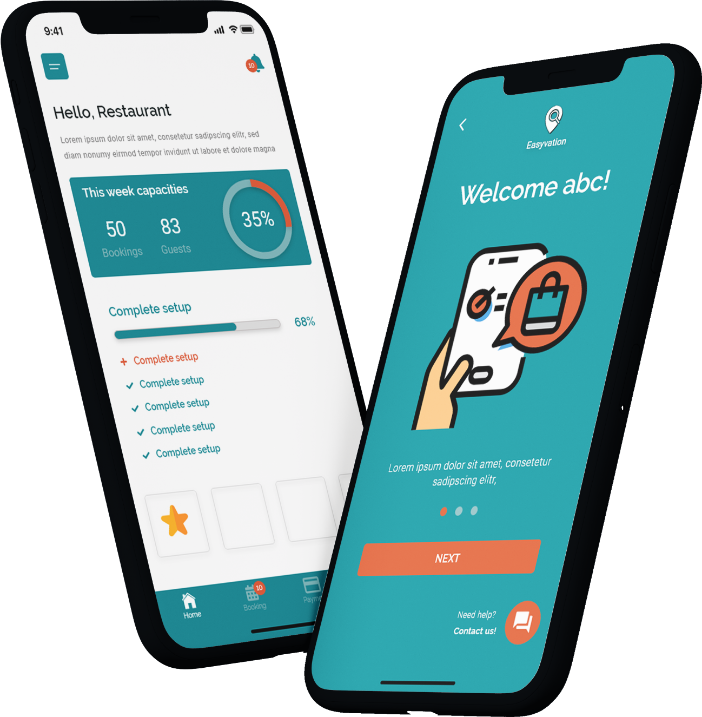 9:41
10
Hello, Restaurant
Lorem ipsum dolor sit amet, consetetur sadipscing elitr, sed
diam nonumy eirmod tempor invidunt ut labore et dolore magna
This week capacities
50
83
35%
Bookings
Guests
Complete setup
68%
Complete setup
Complete setup
Complete setup
Complete setup
Complete setup
10
Home
Booking
Easyvation
Welcome abc!
Lorem ipsum dolor sit amet, consetetur
sadipscing elitr,
NEXT
Need help?
Contact us!